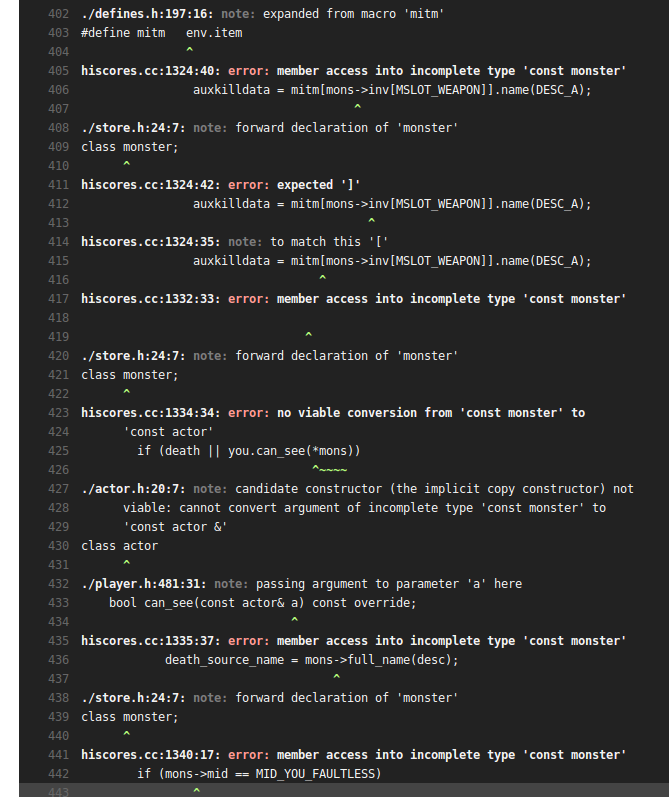 402 ./defines.h:197:16: note: expanded from macro 'mitm'
403 #define mitm   env.item
404                ^
405 hiscores.cc:1324:40: error: member access into incomplete type 'const monster'
406                 auxkilldata = mitm[mons->inv[MSLOT_WEAPON]].name(DESC_A);
407                                        ^
408 ./store.h:24:7: note: forward declaration of 'monster'
409 class monster;
410       ^
411 hiscores.cc:1324:42: error: expected ']'
412                 auxkilldata = mitm[mons->inv[MSLOT_WEAPON]].name(DESC_A);
413                                          ^
414 hiscores.cc:1324:35: note: to match this '['
415                 auxkilldata = mitm[mons->inv[MSLOT_WEAPON]].name(DESC_A);
416                                   ^
417 hiscores.cc:1332:33: error: member access into incomplete type 'const monster'
418
419                                 ^
420 ./store.h:24:7: note: forward declaration of 'monster'
421 class monster;
422       ^
423 hiscores.cc:1334:34: error: no viable conversion from 'const monster' to
424       'const actor'
425         if (death || you.can_see(*mons))
426                                  ^~~~~
427 ./actor.h:20:7: note: candidate constructor (the implicit copy constructor) not
428       viable: cannot convert argument of incomplete type 'const monster' to
429       'const actor &'
430 class actor
431       ^
432 ./player.h:481:31: note: passing argument to parameter 'a' here
433     bool can_see(const actor& a) const override;
434                               ^
435 hiscores.cc:1335:37: error: member access into incomplete type 'const monster'
436             death_source_name = mons->full_name(desc);
437                                     ^
438 ./store.h:24:7: note: forward declaration of 'monster'
439 class monster;
440       ^
441 hiscores.cc:1340:17: error: member access into incomplete type 'const monster'
442         if (mons->mid == MID_YOU_FAULTLESS)
443                 ^